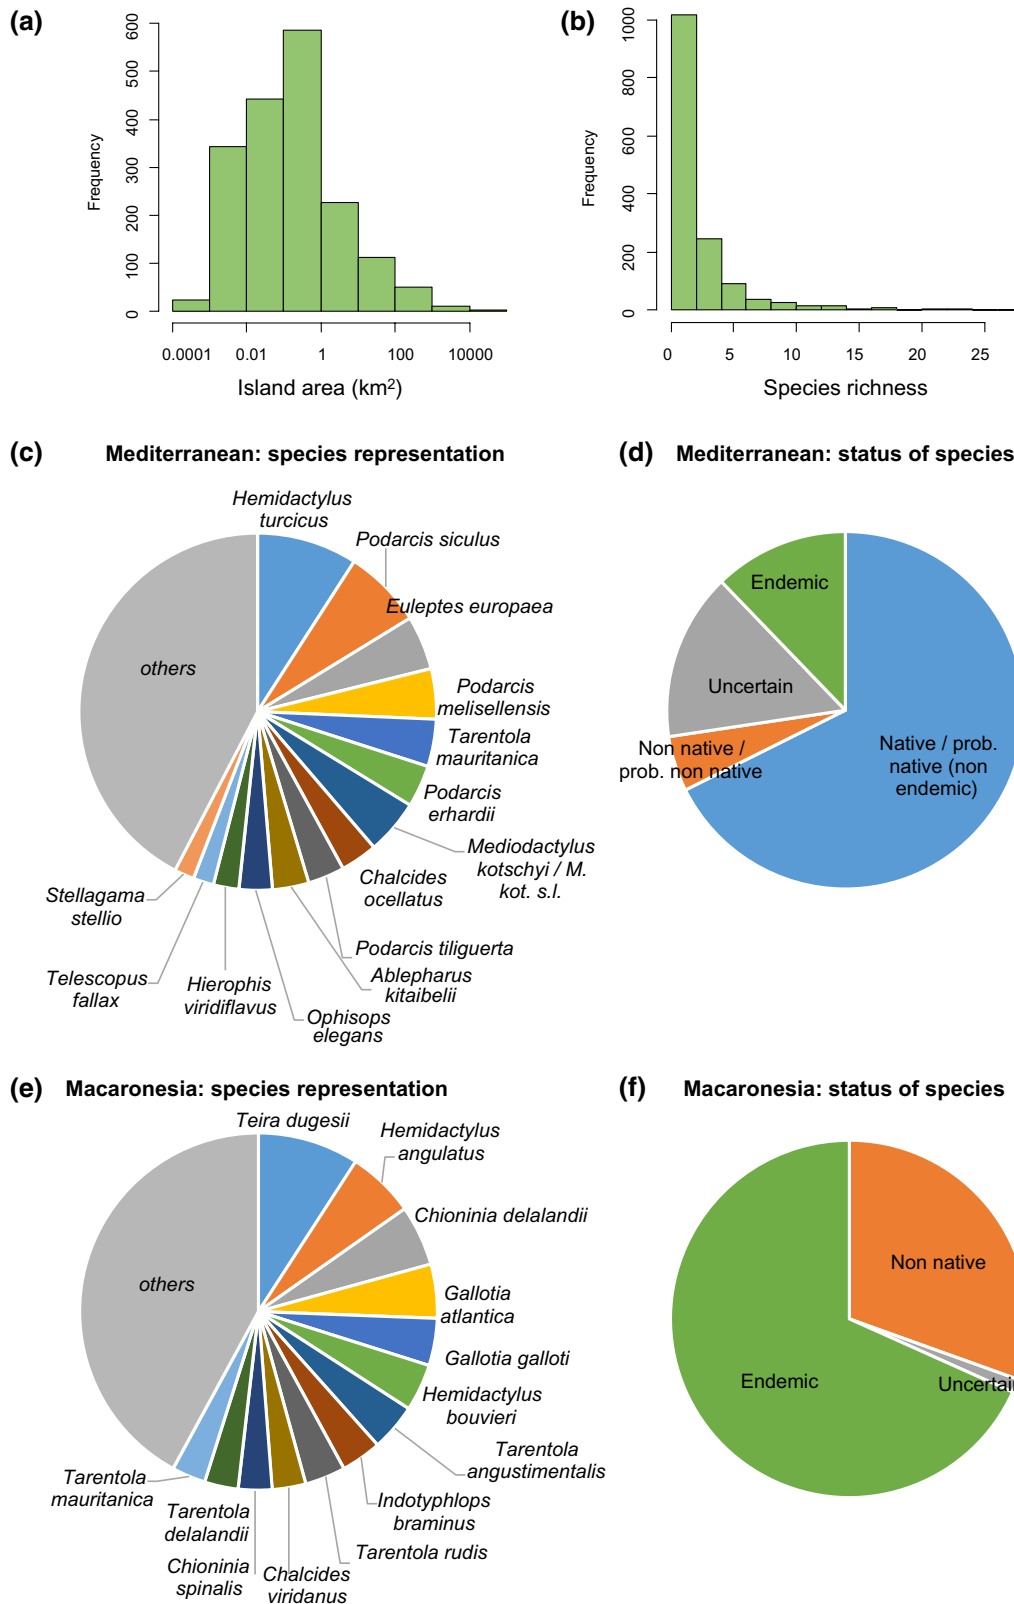 (a)
Frequency
0
100
200
300
400
500
600
0.0001
0.01
1
100
10000
Island area (km²)
(b)
Frequency
0
200
400
600
800
1000
0
5
10
15
20
25
Species richness
(c)
Mediterranean: species representation
Hemidactylus
turcicus
Podarcis siculus
Euleptes europaea
Podarcis
melisellensis
Tarentola
mauritanica
Podarcis
erhardii
Mediodactylus
kotschyi / M.
kot. s.l.
Chalcides
ocellatus
Podarcis tiliguerta
Ablepharus
kitaibelii
Ophisops
elegans
Hierophis
viridiflavus
Telescopus
fallax
Stellagama
stellio
others
(d)
Mediterranean: status of species
Endemic
Uncertain
Non native /
prob. non native
Native / prob.
native (non
endemic)
(e)
Macaronesia: species representation
Teira dugesii
Hemidactylus
angulatus
Chioninia delalandii
Gallotia
atlantica
Gallotia galloti
Hemidactylus
bouvieri
Tarentola
angustimentalis
Indotyphlops
braminus
Tarentola rudis
Chalcides
viridanus
Chioninia
spinalis
Tarentola
delalandii
Tarentola
mauritanica
others
(f)
Macaronesia: status of species
Non native
Uncertain
Endemic